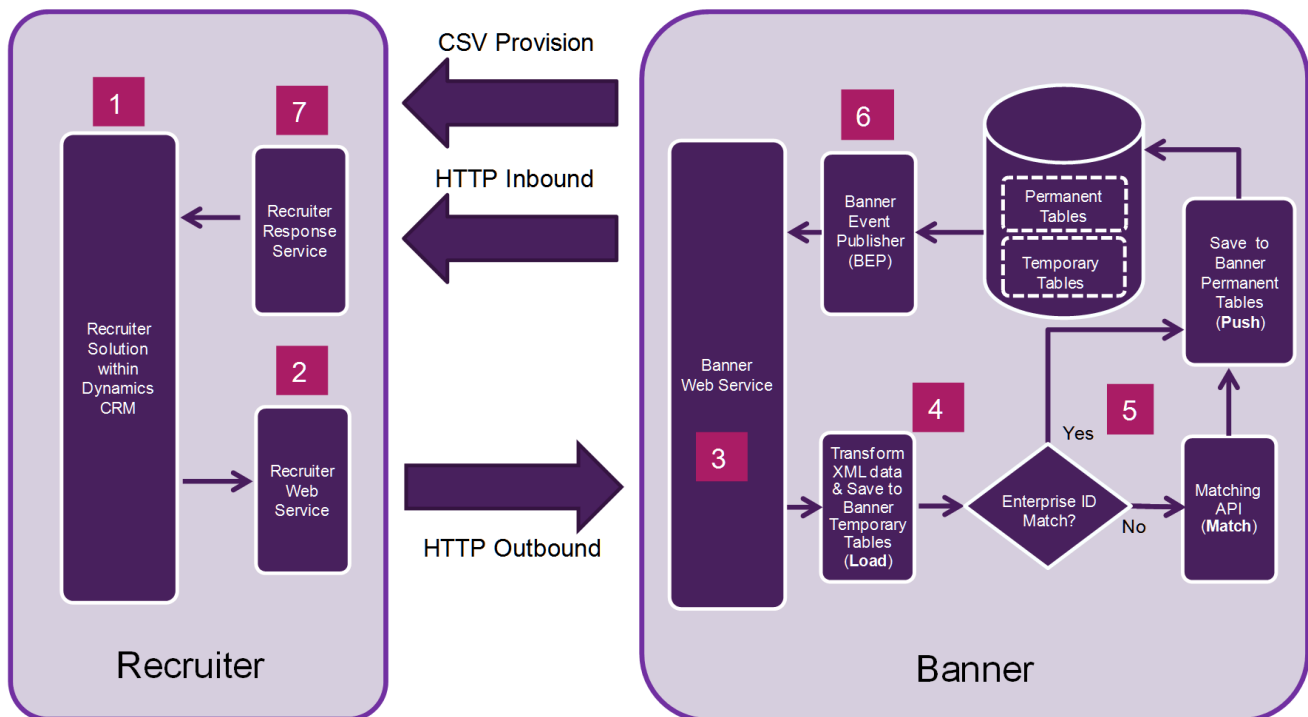 CSV Provision
HTTP Inbound
HTTP Outbound
1
7
Recruiter
Response
Service
Recruiter
Solution
within
Dynamics
CRM
2
Recruiter
Web
Service
Recruiter
Banner
Web Service
3
6
Banner
Event
Publisher
(BEP)
Permanent
Tables
Temporary
Tables
Save to
Banner
Permanent
Tables
(Push)
4
Transform
XML data
& Save to
Banner
Temporary
Tables
(Load)
5
Yes
Enterprise ID
Match?
No
Matching
API
(Match)
Banner